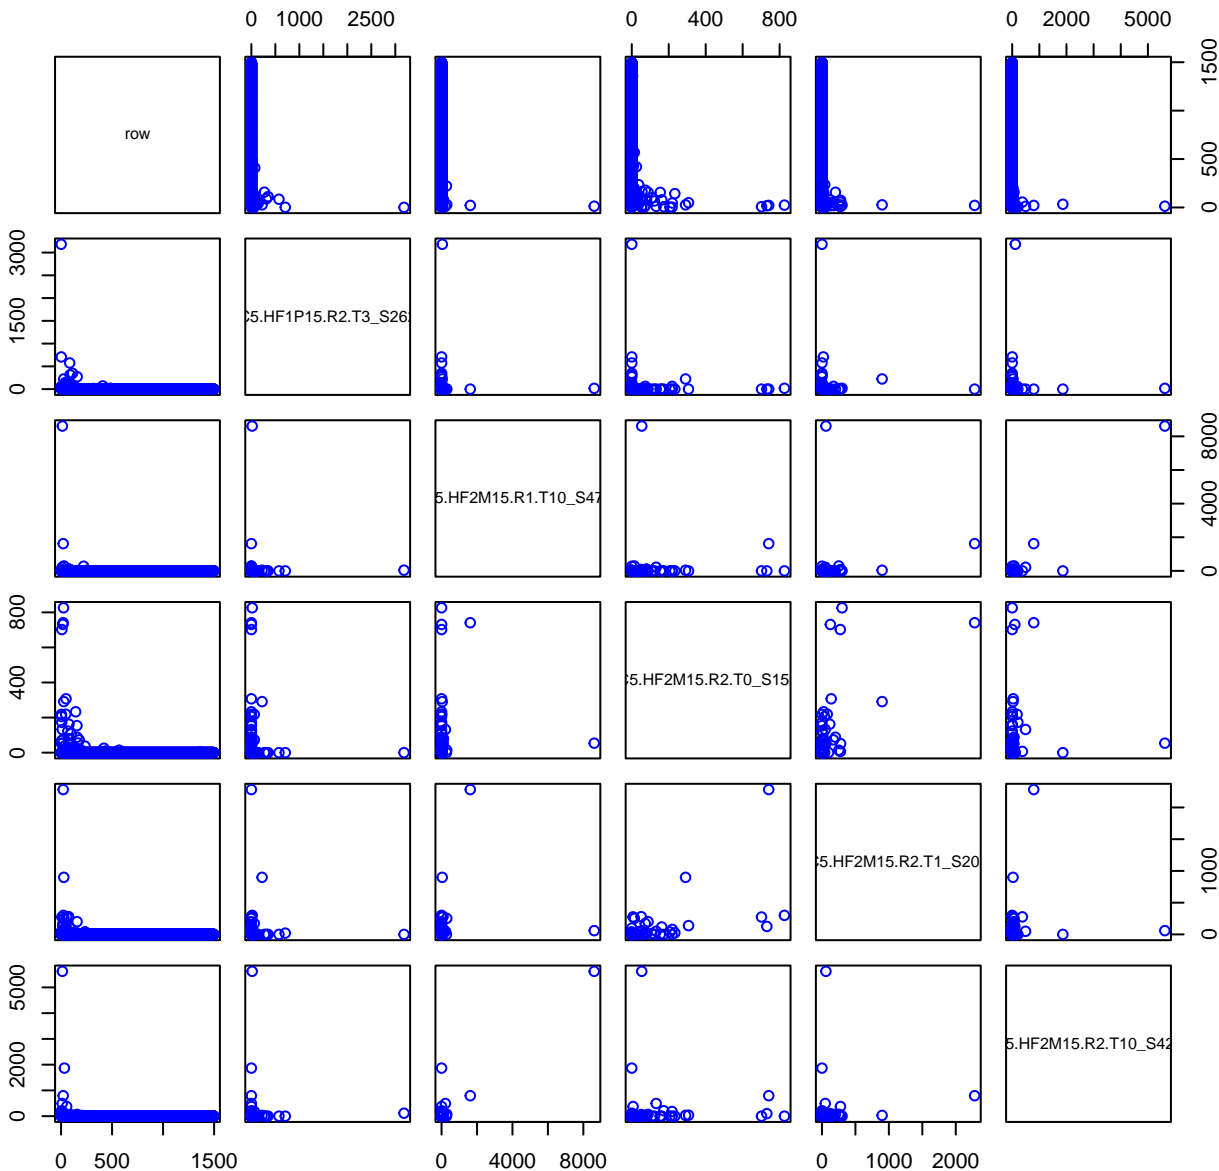 0 1000 2500 0 400 800 0 2000 5000
row
0 500 1500
0 1500 3000
C5.HF1P15.R2.T3_S26
5.HF2M15.R1.T10_S47
0 4000 8000
0 400 800
C5.HF2M15.R2.T0_S15
C5.HF2M15.R2.T1_S20
0 1000
0 2000 5000
5.HF2M15.R2.T10_S42
0 500 1500 0 4000 8000 0 1000 2000